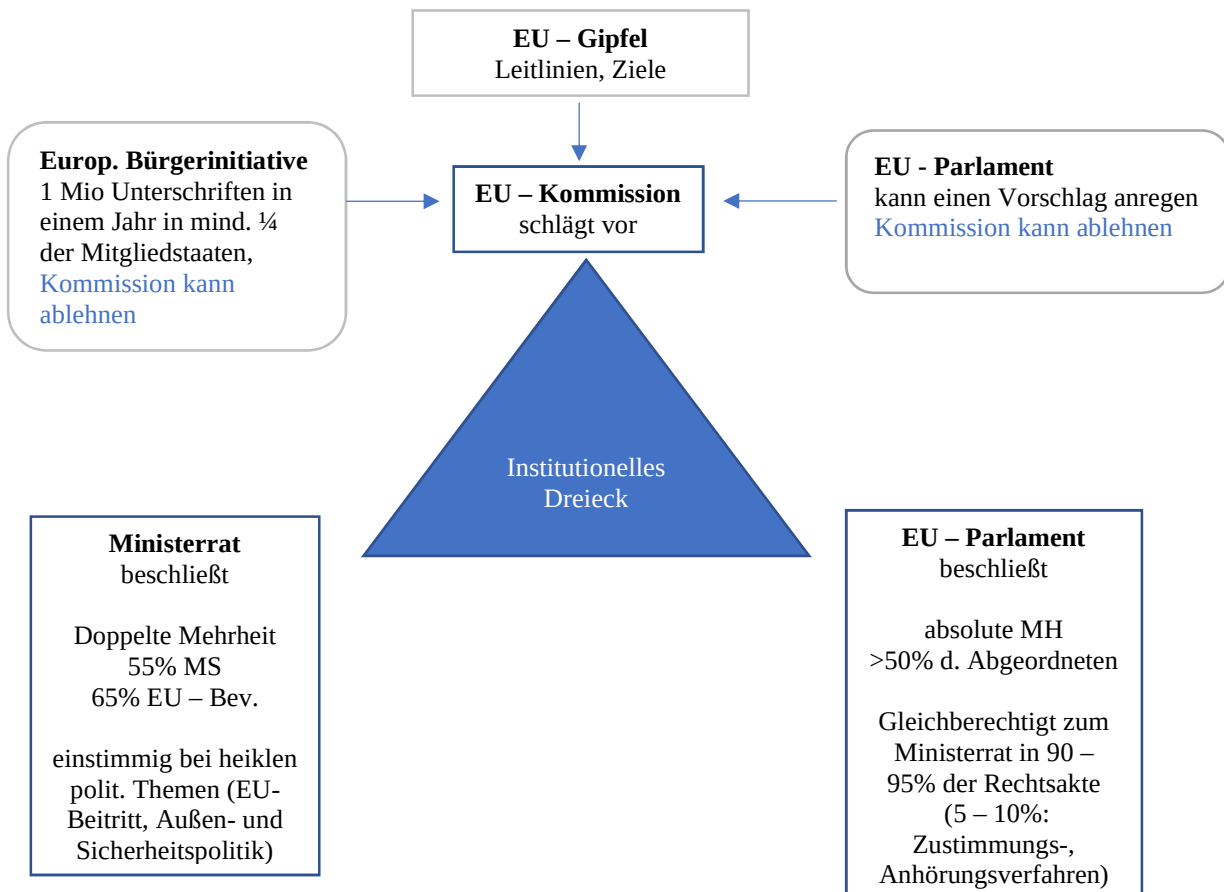 EU – Gipfel
Leitlinien, Ziele
Europ. Bürgerinitiative
1 Mio Unterschriften in
einem Jahr in mind. ¼
der Mitgliedstaaten,
Kommission kann
ablehnen
EU – Kommission
schlägt vor
EU - Parlament
kann einen Vorschlag anregen
Kommission kann ablehnen
Institutionelles
Dreieck
Ministerrat
beschließt
Doppelte Mehrheit
55% MS
65% EU – Bev.
einstimmig bei heiklen
polit. Themen (EU-
Beitritt, Außen- und
Sicherheitspolitik)
EU – Parlament
beschließt
absolute MH
>50% d. Abgeordneten
Gleichberechtigt zum
Ministerrat in 90 –
95% der Rechtsakte
(5 – 10%:
Zustimmungs-,
Anhörungsverfahren)